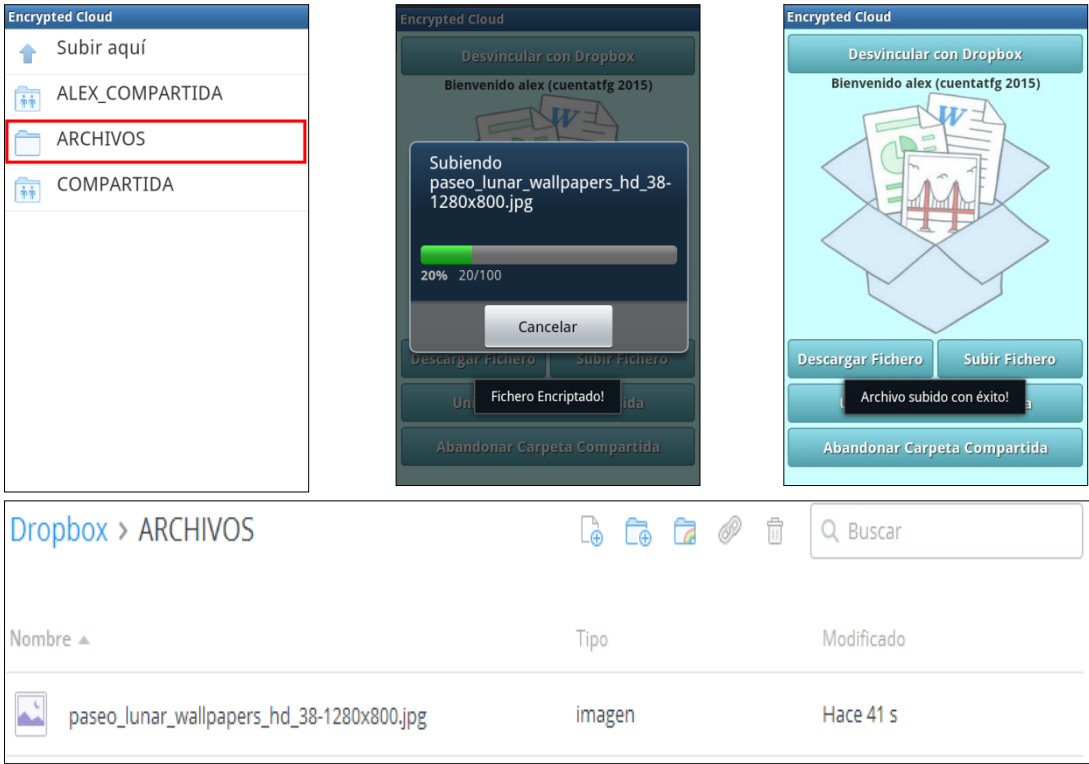 Encrypted Cloud
Subir aquí
ALEX_COMPARTIDA
ARCHIVOS
COMPARTIDA
Encrypted Cloud
Desvincular con Dropbox
Bienvenido alex (cuentatfg 2015)
W
Subiendo
paseo_lunar_wallpapers_hd_38-
1280x800.jpg
20% 20/100
Cancelar
Descargar Fichero Subir Fichero
Fichero Encriptado!
Abandonar Carpeta Compartida
Encrypted Cloud
Desvincular con Dropbox
Bienvenido alex (cuentatfg 2015)
W
Descargar Fichero Subir Fichero
Archivo subido con éxito!
Abandonar Carpeta Compartida
Dropbox > ARCHIVOS
Buscar
Nombre Tipo Modificado
paseo_lunar_wallpapers_hd_38-1280x800.jpg imagen Hace 41 s